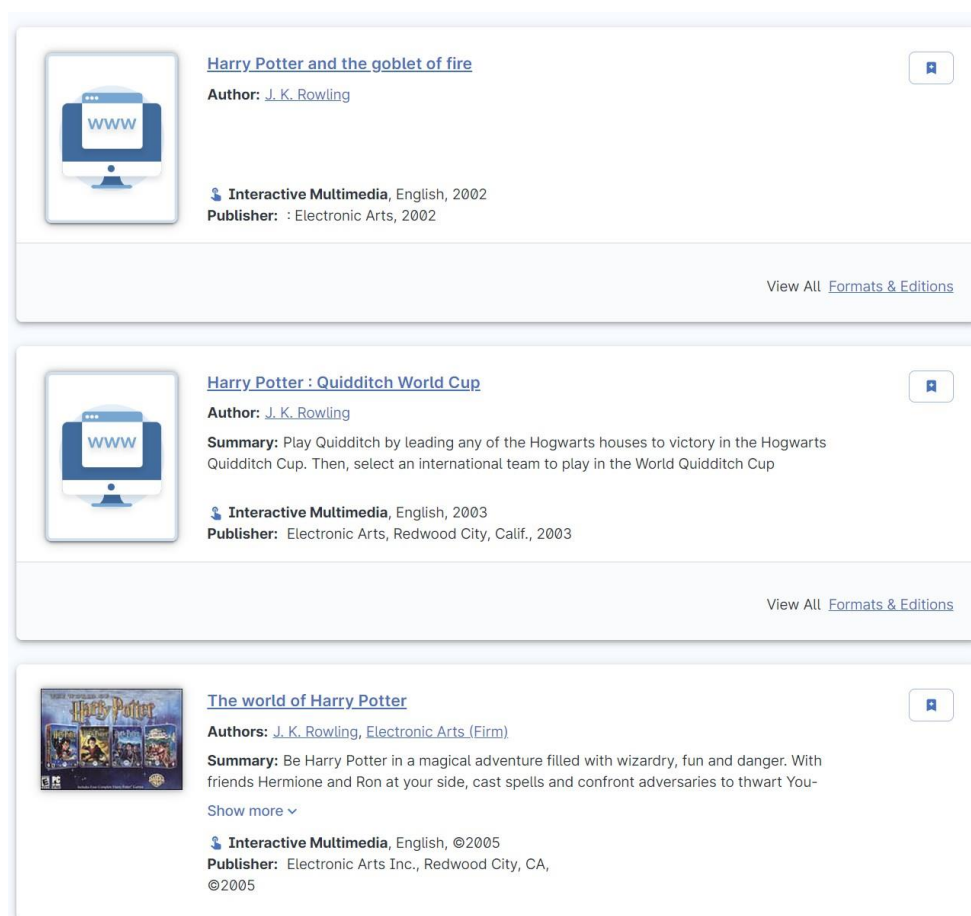 WWW
Harry Potter and the goblet of fire
Author: J. K. Rowling
Interactive Multimedia, English, 2002
Publisher: : Electronic Arts, 2002
View All Formats & Editions
WWW
Harry Potter : Quidditch World Cup
Author: J. K. Rowling
Summary: Play Quidditch by leading any of the Hogwarts houses to victory in the Hogwarts
Quidditch Cup. Then, select an international team to play in the World Quidditch Cup
Interactive Multimedia, English, 2003
Publisher: Electronic Arts, Redwood City, Calif., 2003
View All Formats & Editions
Harry Potter
The world of Harry Potter
Authors: J. K. Rowling, Electronic Arts (Firm)
Summary: Be Harry Potter in a magical adventure filled with wizardry, fun and danger. With
friends Hermione and Ron at your side, cast spells and confront adversaries to thwart You-
Show more
Interactive Multimedia, English, ©2005
Publisher: Electronic Arts Inc., Redwood City, CA,
©2005